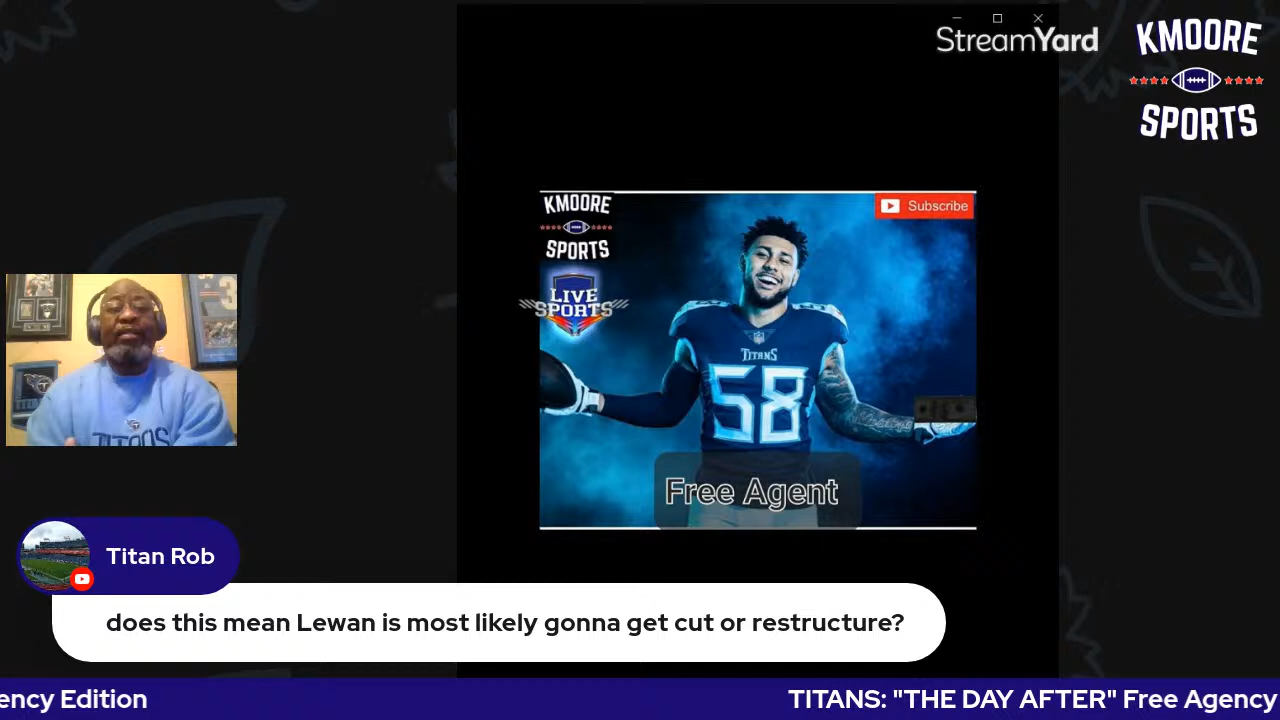 StreamYard
KMOORE
SPORTS
KMOORE
SPORTS
LIVE
SPORTS
Subscribe
TITANS
58
Free Agent
TITANS
Titan Rob
does this mean Lewan is most likely gonna get cut or restructure?
ency Edition
TITANS: "THE DAY AFTER" Free Agency